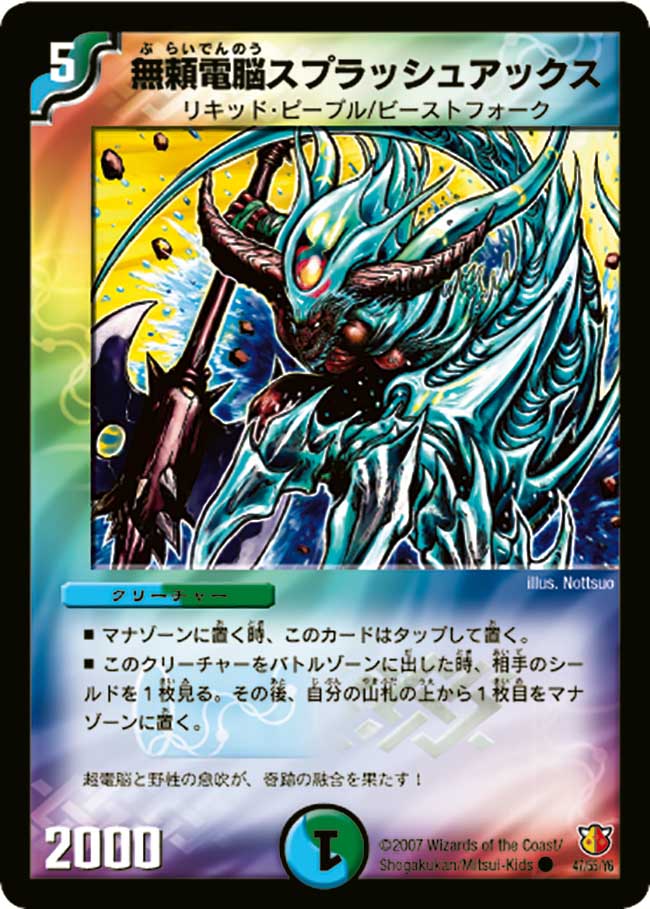 5
ぶらいでんのう
無頼電脳スプラッシュアックス
リキッド・ピープル/ビーストフォーク
illus. Nottsuo
クリーチャー
■ マナゾーンに置く時、このカードはタップして置く。
■ このクリーチャーをバトルゾーンに出した時、相手のシー
ルドを1枚見る。その後、自分の山札の上から1枚目をマナ
ゾーンに置く。
超電脳と野性の息吹が、奇跡の融合を果たす！
2000
1
©2007 Wizards of the Coast/
Shogakukan/Mitsui-Kids
47/55/Y6